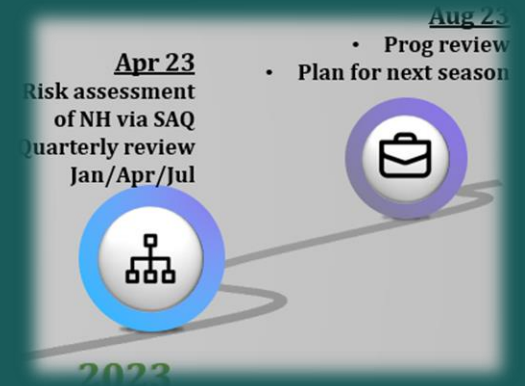 Apr 23
Risk assessment
of NH via SAQ
Quarterly review
Jan/Apr/Jul
Aug 23
• Prog review
• Plan for next season
2023